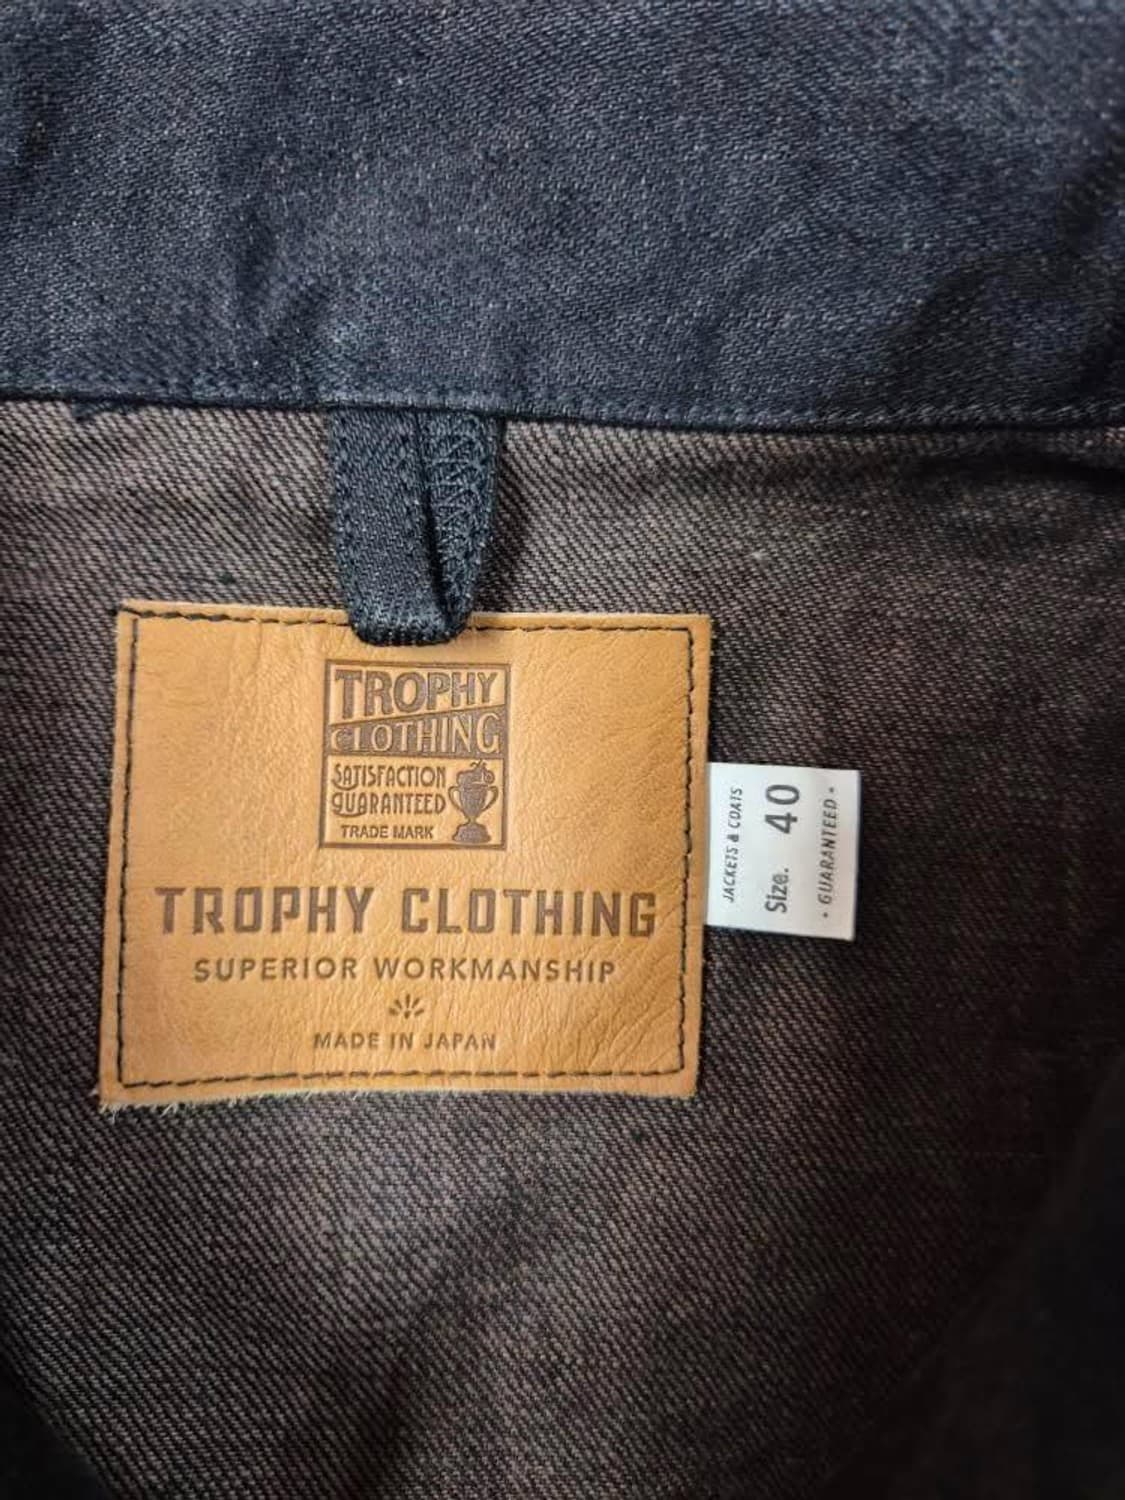 TROPHY
CLOTHING
SATISFACTION
GUARANTEED
TRADE MARK
TROPHY CLOTHING
SUPERIOR WORKMANSHIP
MADE IN JAPAN
JACKETS & COATS
Size. 40
• GUARANTEED •